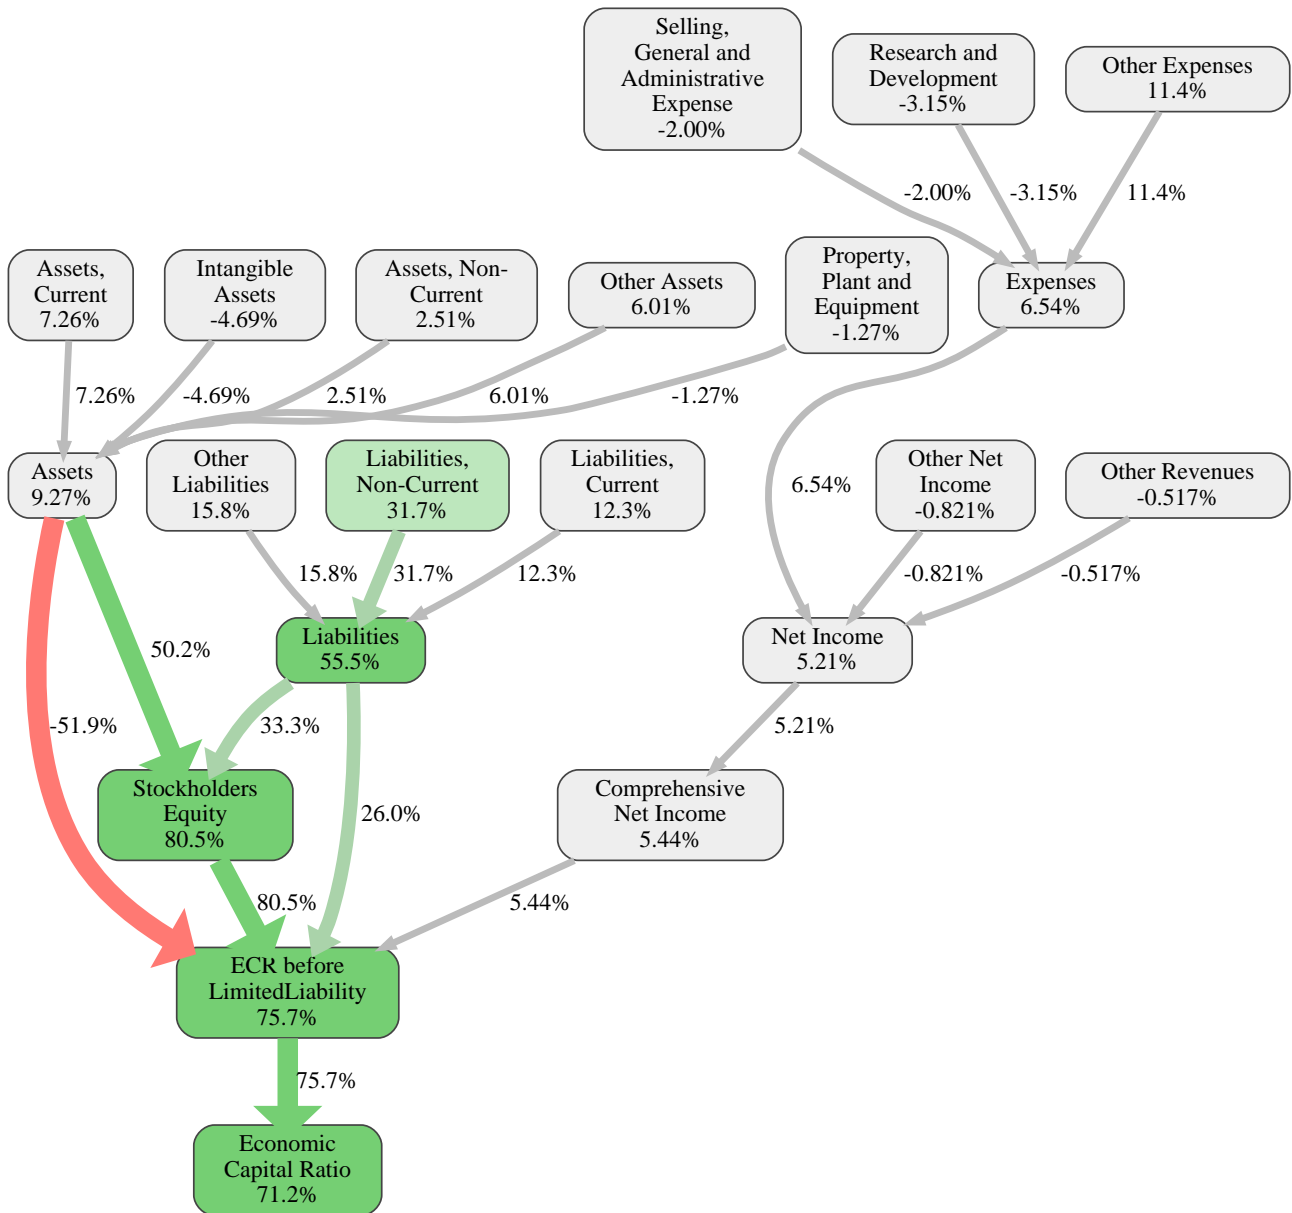 Selling,
General and
Administrative
Expense
-2.00%
Research and
Development
-3.15%
Other Expenses
11.4%
-2.00%
-3.15%
11.4%
Assets,
Current
7.26%
Intangible
Assets
-4.69%
Assets, Non-
Current
2.51%
Other Assets
6.01%
Property,
Plant and
Equipment
-1.27%
Expenses
6.54%
7.26%
-4.69%
2.51%
6.01%
-1.27%
Assets
9.27%
Other
Liabilities
15.8%
Liabilities,
Non-Current
31.7%
Liabilities,
Current
12.3%
6.54%
Other Net
Income
-0.821%
Other Revenues
-0.517%
15.8%
31.7%
12.3%
-0.821%
-0.517%
50.2%
Liabilities
55.5%
Net Income
5.21%
-51.9%
33.3%
5.21%
Stockholders
Equity
80.5%
26.0%
Comprehensive
Net Income
5.44%
80.5%
5.44%
ECR before
LimitedLiability
75.7%
75.7%
Economic
Capital Ratio
71.2%